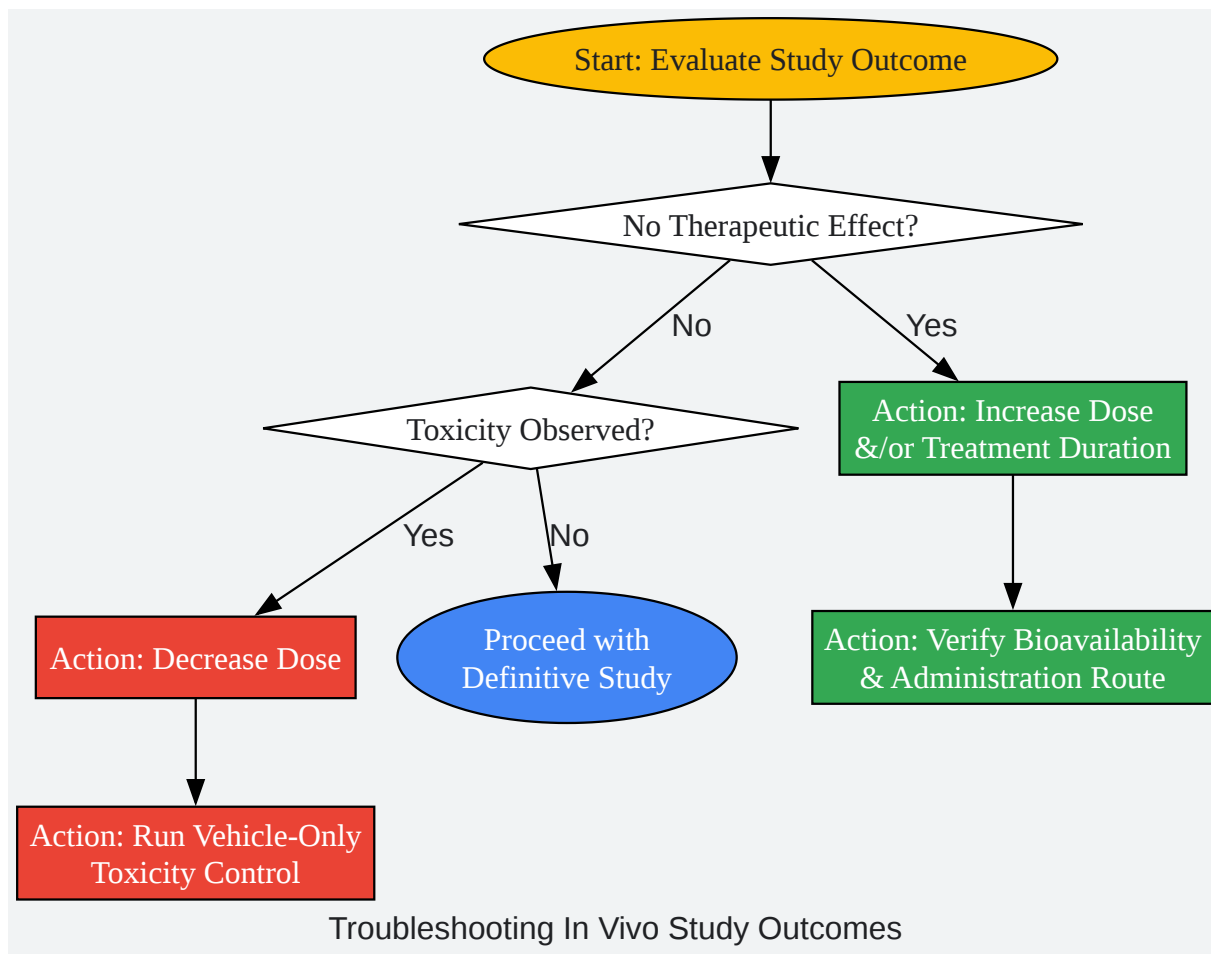 Start: Evaluate Study Outcome
No Therapeutic Effect?
No
Yes
Toxicity Observed?
Action: Increase Dose
&/or Treatment Duration
Yes
No
Action: Decrease Dose
Proceed with
Definitive Study
Action: Verify Bioavailability
& Administration Route
Action: Run Vehicle-Only
Toxicity Control
Troubleshooting In Vivo Study Outcomes